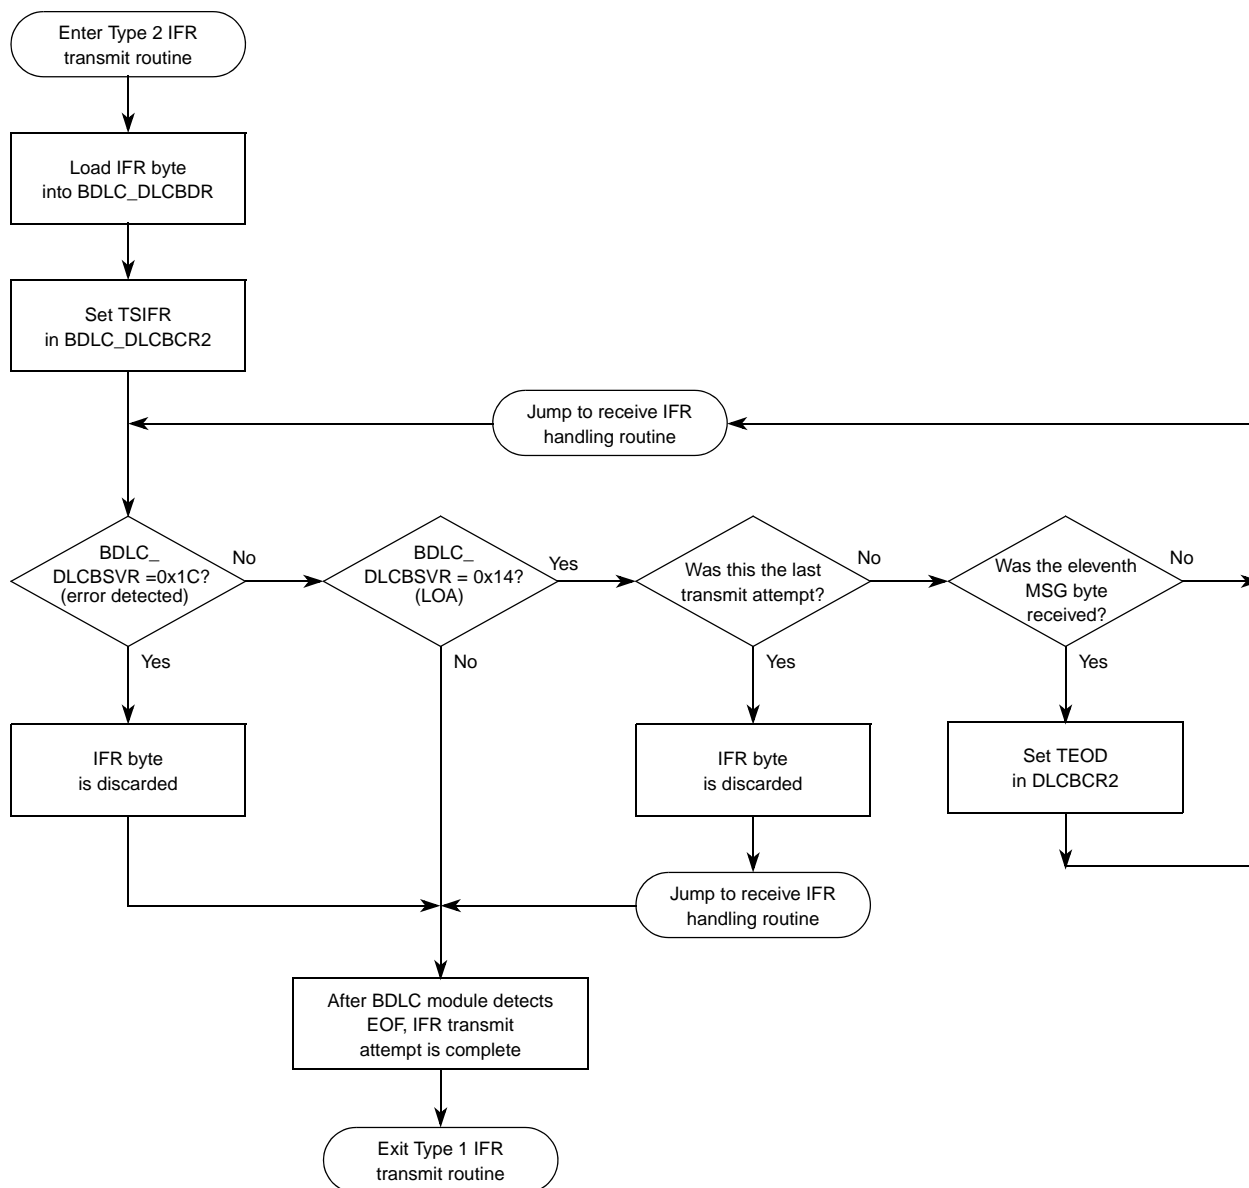 Enter Type 2 IFR
transmit routine
Load IFR byte
into BDLC_DLCBDR
Set TSIFR
in BDLC_DLCBCR2
Jump to receive IFR
handling routine
BDLC_
DLCBSVR =0x1C?
(error detected)
No
Yes
BDLC_
DLCBSVR = 0x14?
(LOA)
Yes
No
Was this the last
transmit attempt?
No
Yes
Was the eleventh
MSG byte
received?
No
Yes
IFR byte
is discarded
IFR byte
is discarded
Set TEOD
in DLCBCR2
Jump to receive IFR
handling routine
After BDLC module detects
EOF, IFR transmit
attempt is complete
Exit Type 1 IFR
transmit routine